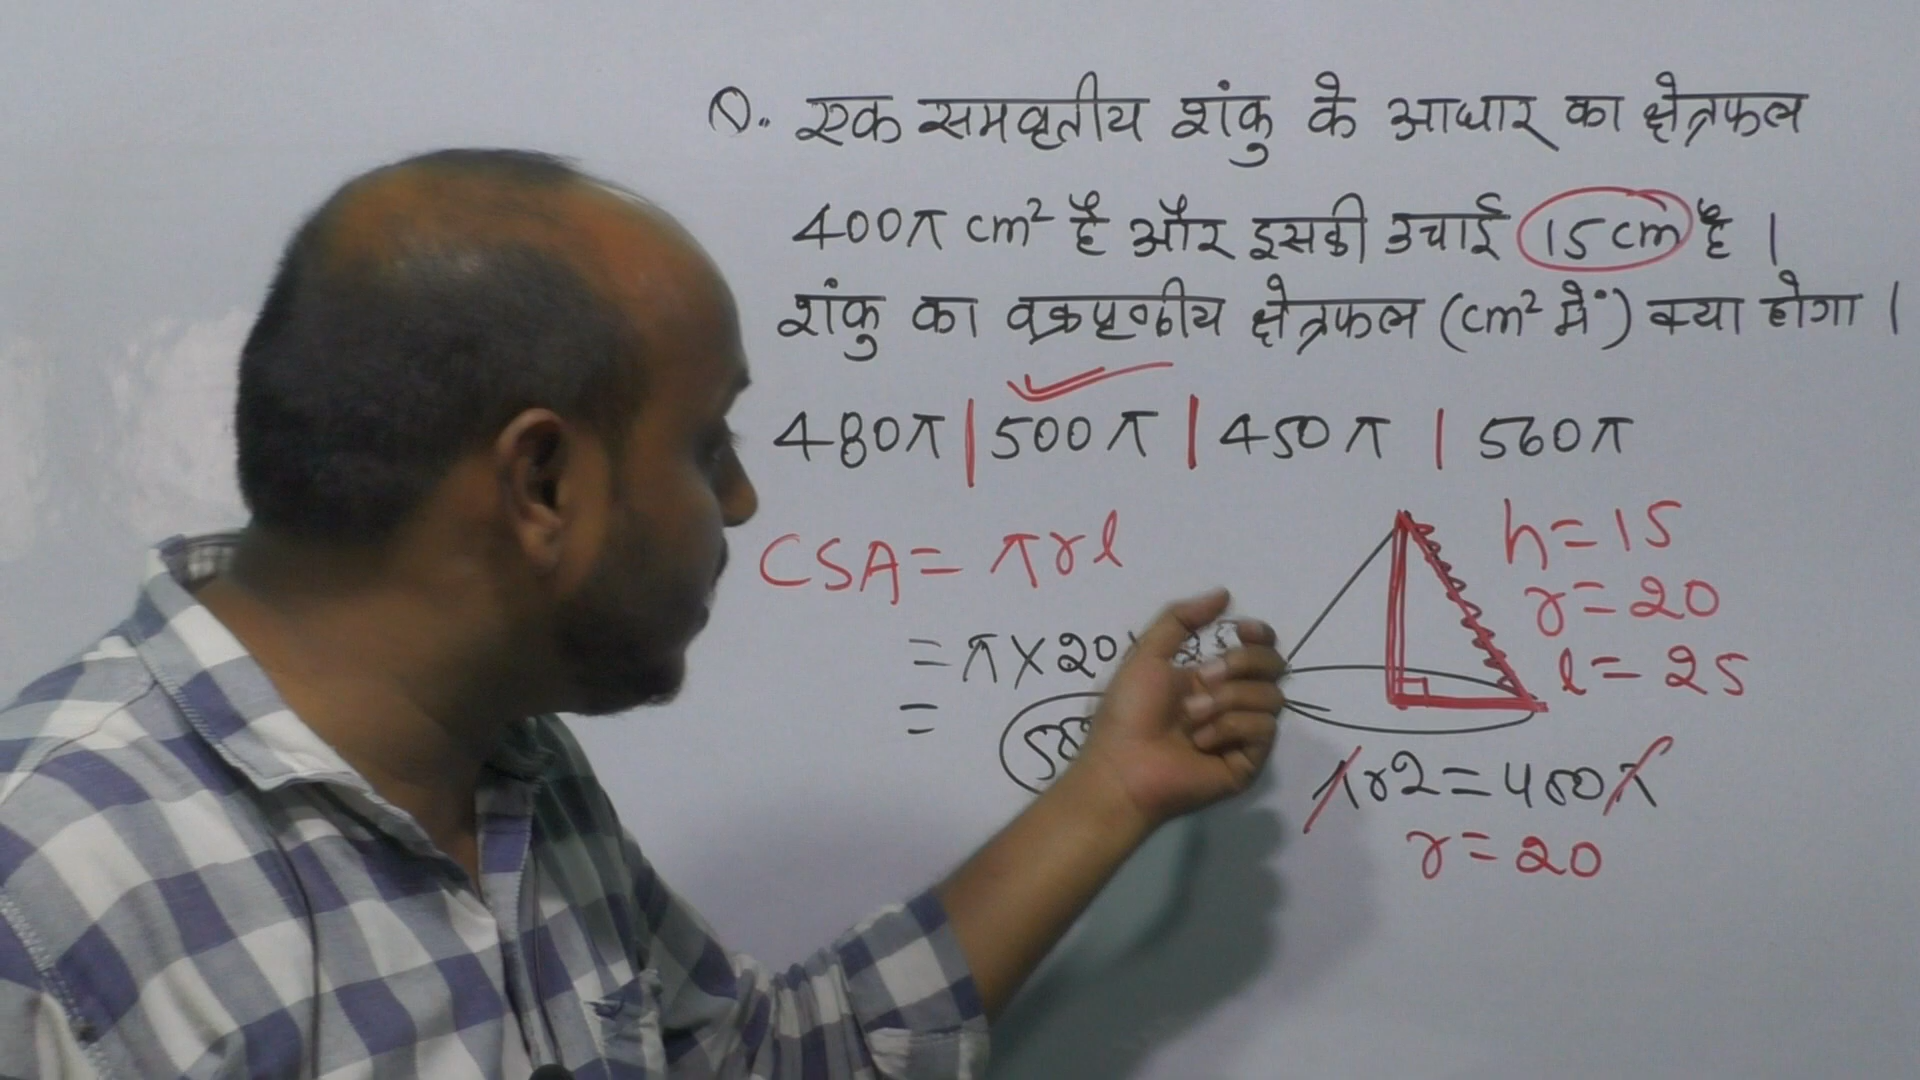 Q. एक समवृतीय शंकु के आधार का क्षेत्रफल
400π cm² है और इसकी उचाई 15 cm है |
शंकु का वक्रपृष्ठीय क्षेत्रफल (cm² में) क्या होगा |
480π | 500π | 450π | 560π
CSA = πrl
= π × 20
=
h = 15
r = 20
l = 25
πr2 = 400π
r = 20